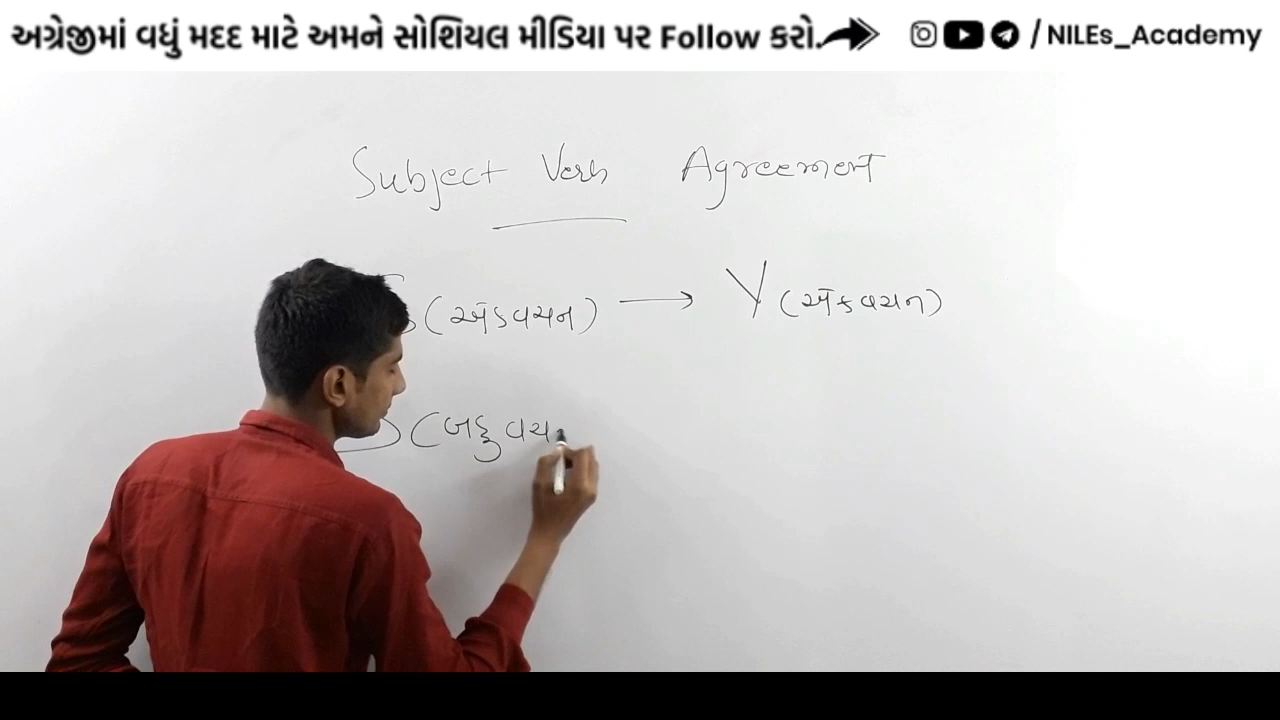 અગ્રેજીમાં વધું મદદ માટે અમને સોશિયલ મીડિયા પર Follow કરો. / NILEs_Academy
Subject Verb Agreement
S (એકવચન) → V (એકવચન)
S (બહુવચ